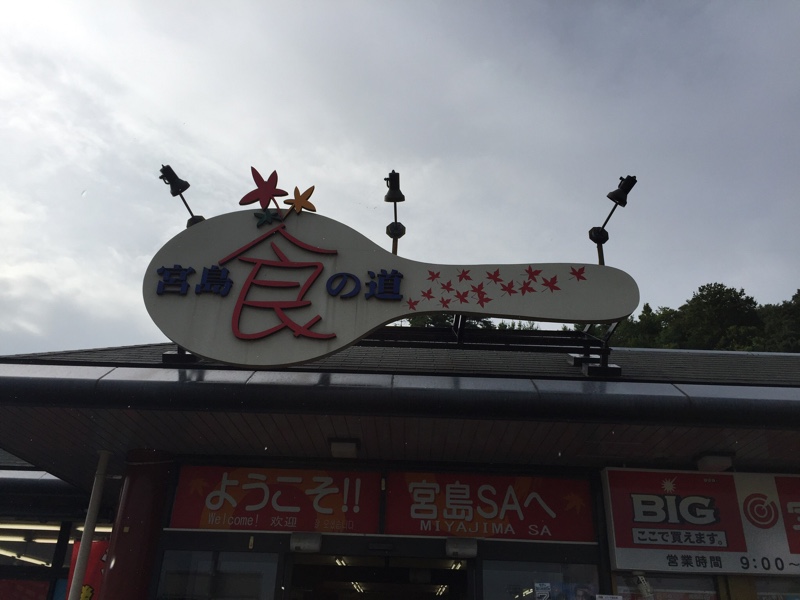 宮島食の道
ようこそ!!
Welcome! 欢迎
宮島SAへ
MIYAJIMA SA
BIG
ここで買えます。
営業時間 9:00~